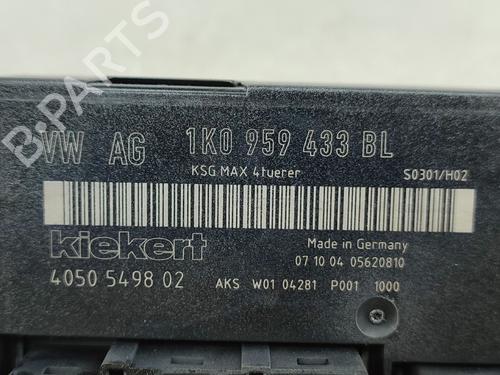 VW AG 1K0 959 433 BL
KSG MAX 4tuerer S0301/H02
kiekert
Made in Germany
07 10 04 05620810
4050 5498 02 AKS W01 04281 P001 1000
B-PARTS